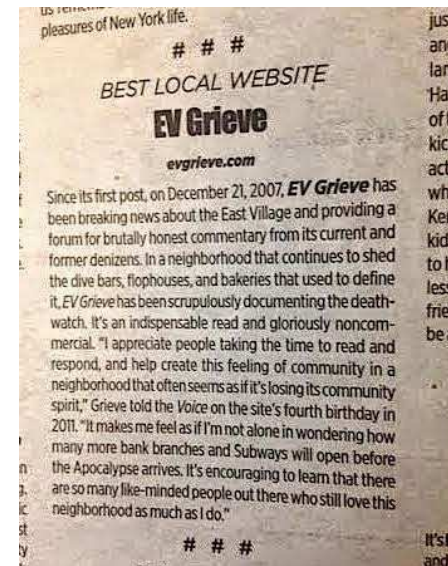 pleasures of New York life.
# # #
BEST LOCAL WEBSITE
EV Grieve
evgrieve.com
Since its first post, on December 21, 2007, EV Grieve has
been breaking news about the East Village and providing a
forum for brutally honest commentary from its current and
former denizens. In a neighborhood that continues to shed
the dive bars, flophouses, and bakeries that used to define
it, EV Grieve has been scrupulously documenting the death-
watch. It's an indispensable read and gloriously noncom-
mercial. "I appreciate people taking the time to read and
respond, and help create this feeling of community in a
neighborhood that often seems as if it's losing its community
spirit," Grieve told the Voice on the site's fourth birthday in
2011. "It makes me feel as if I'm not alone in wondering how
many more bank branches and Subways will open before
the Apocalypse arrives. It's encouraging to learn that there
are so many like-minded people out there who still love this
neighborhood as much as I do."
# # #